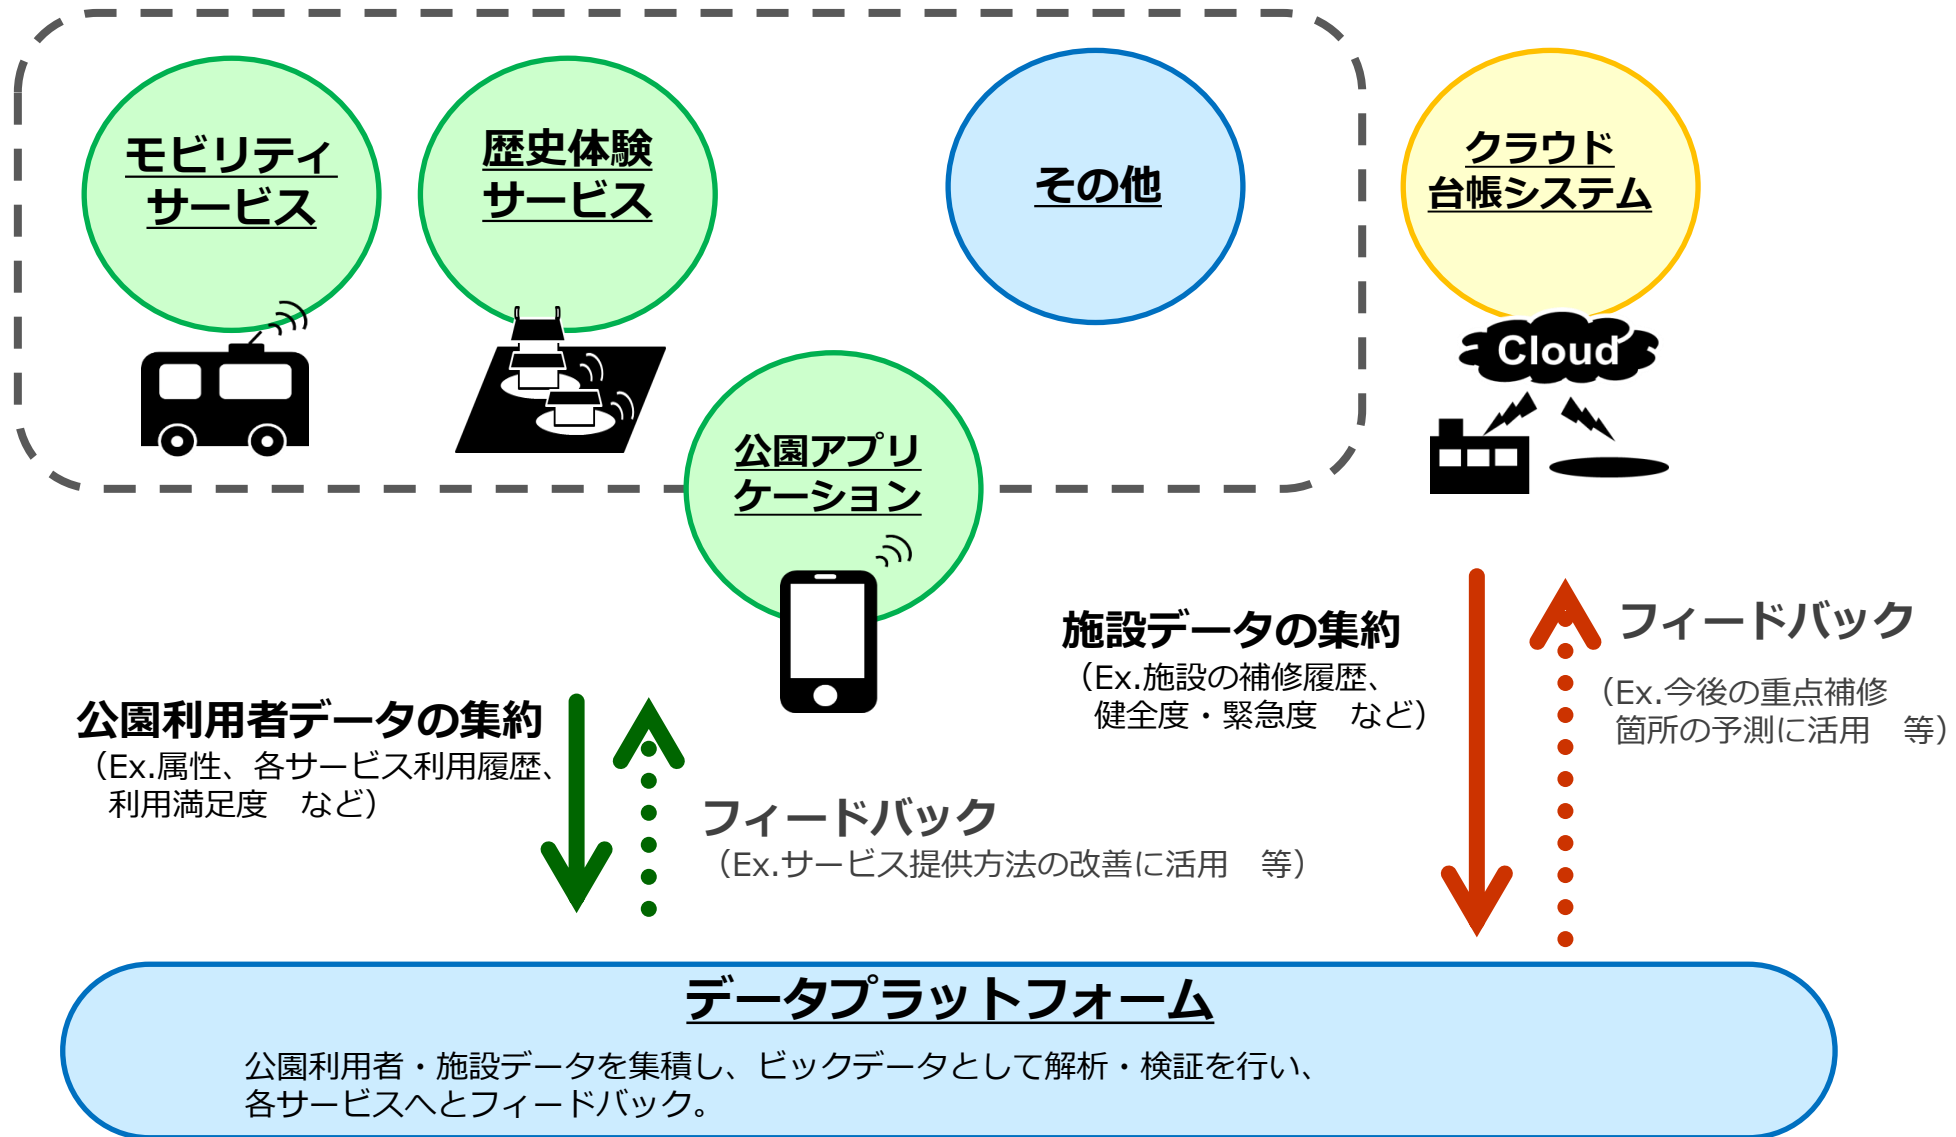 モビリティ
サービス
歴史体験
サービス
その他
クラウド
台帳システム
Cloud
公園アプリ
ケーション
施設データの集約
（Ex.施設の補修履歴、
健全度・緊急度　など）
フィードバック
（Ex.今後の重点補修
箇所の予測に活用　等）
公園利用者データの集約
（Ex.属性、各サービス利用履歴、
利用満足度　など）
フィードバック
（Ex.サービス提供方法の改善に活用　等）
データプラットフォーム
公園利用者・施設データを集積し、ビックデータとして解析・検証を行い、
各サービスへとフィードバック。